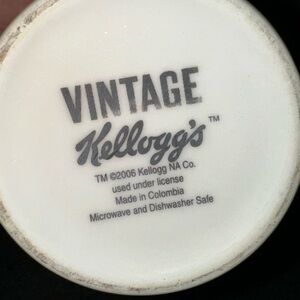 VINTAGE
Kellogg's™
TM ©2006 Kellogg NA Co.
used under license
Made in Colombia
Microwave and Dishwasher Safe